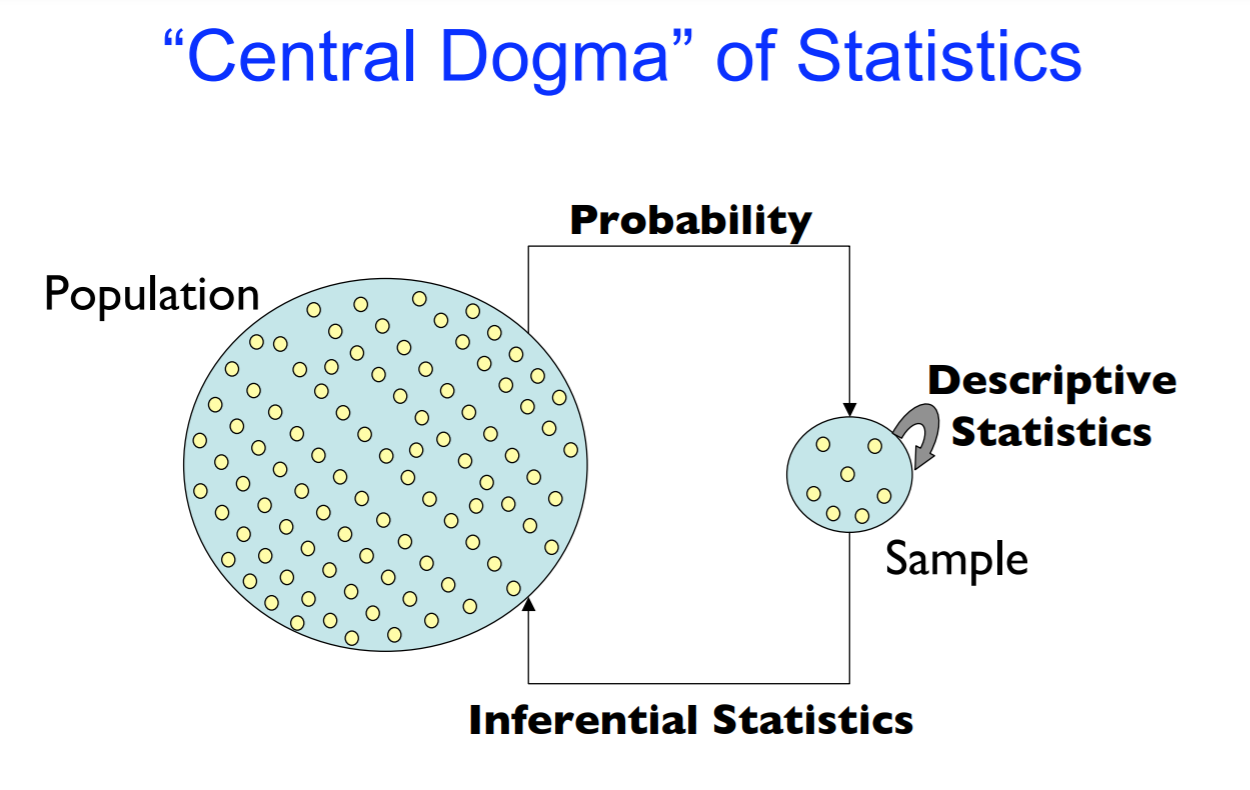 “Central Dogma” of Statistics
Probability
Population
Descriptive
Statistics
Sample
Inferential Statistics